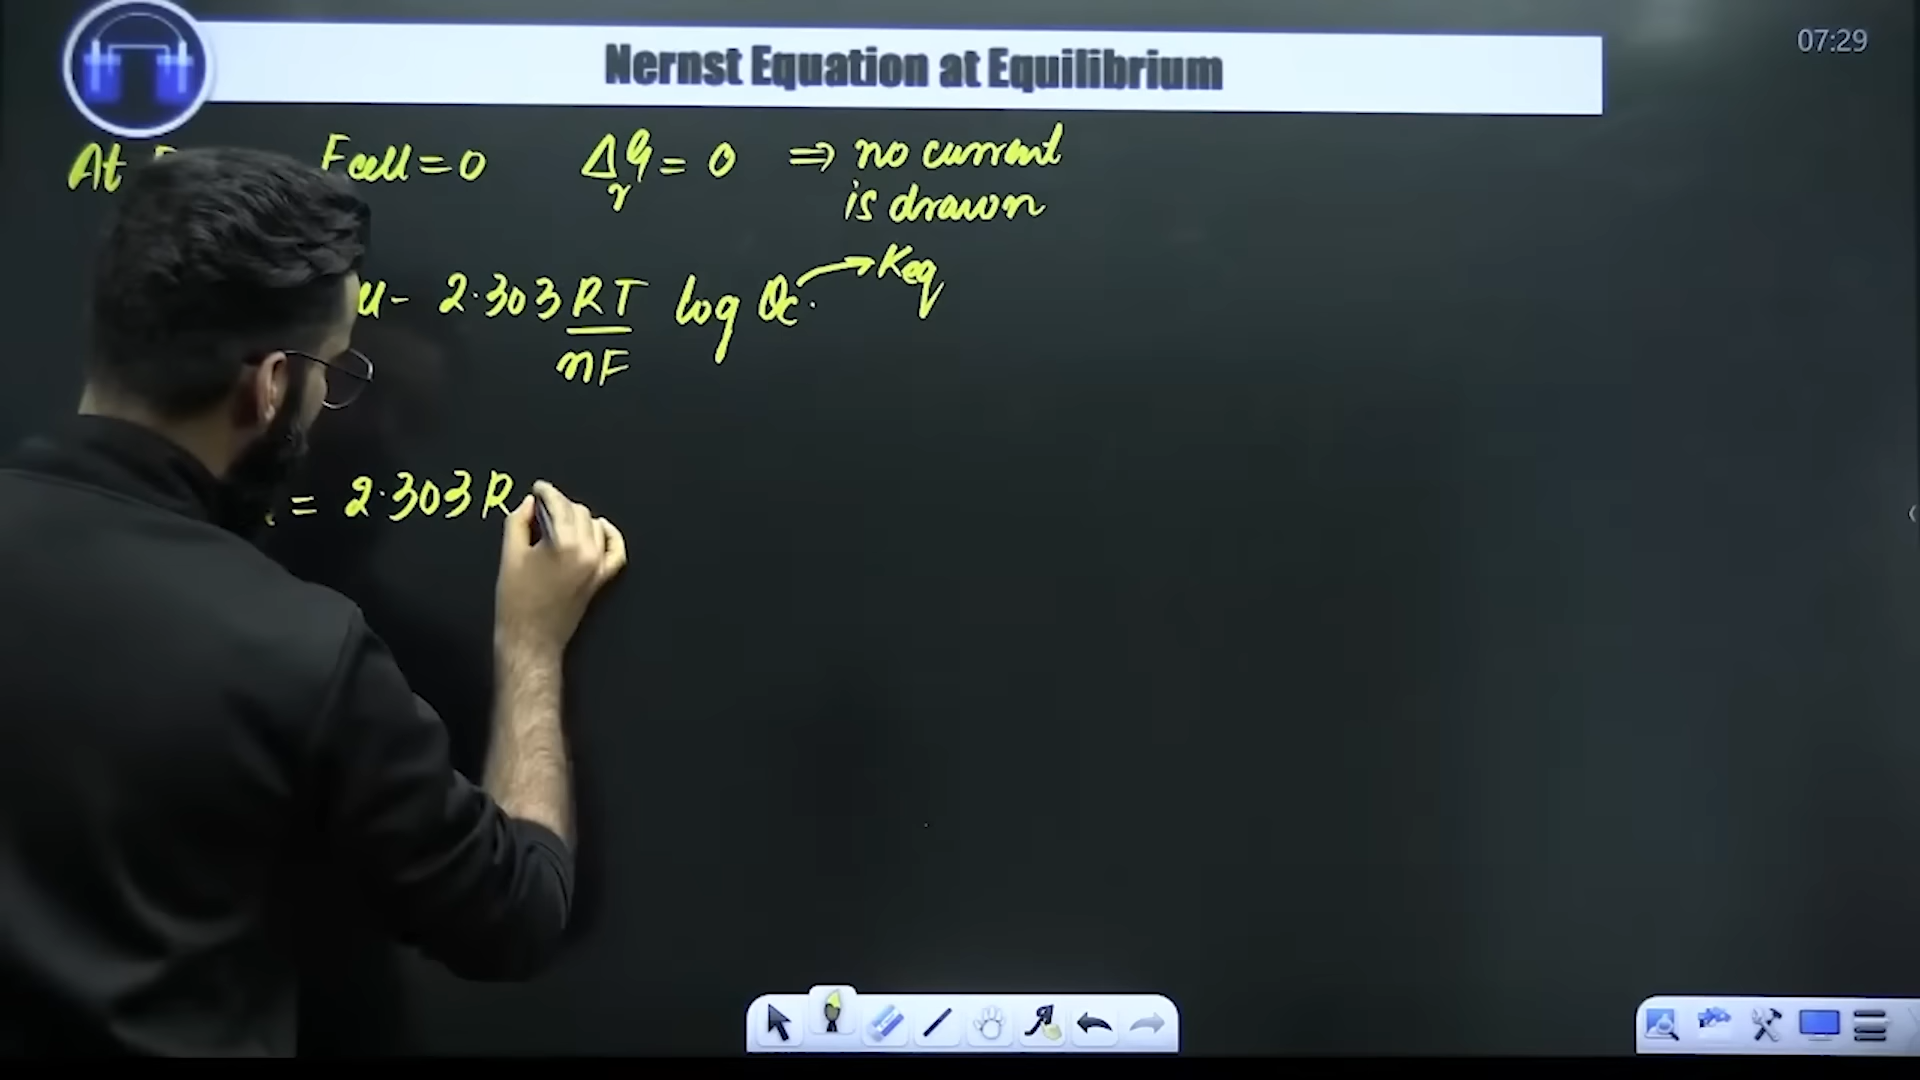 Nernst Equation at Equilibrium
07:29
At Ecell = 0 ΔrG = 0 ⇒ no current
is drawn
- 2.303 RT/nF log Qc. → Keq
= 2.303 R